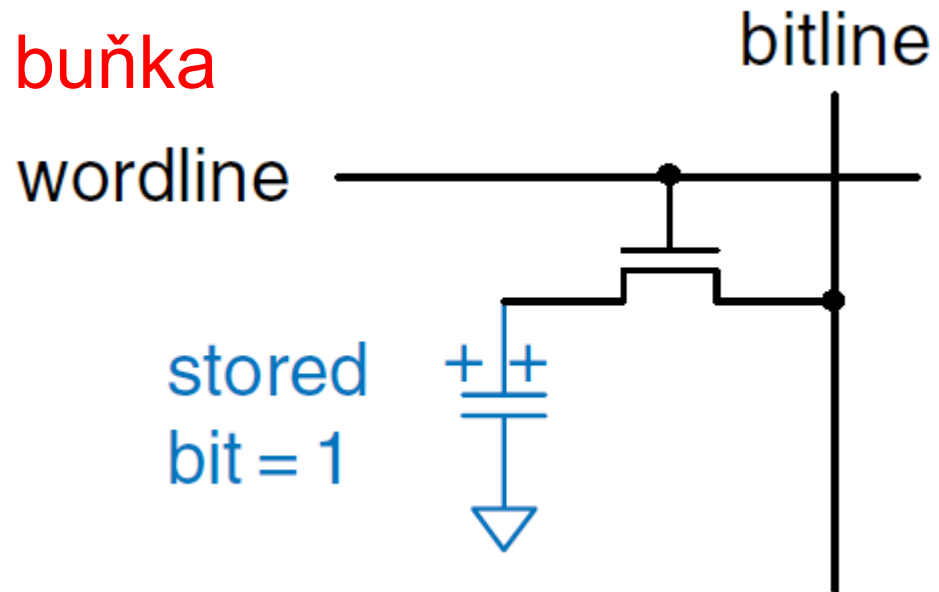 buňka
bitline
wordline
+ +
stored
bit = 1